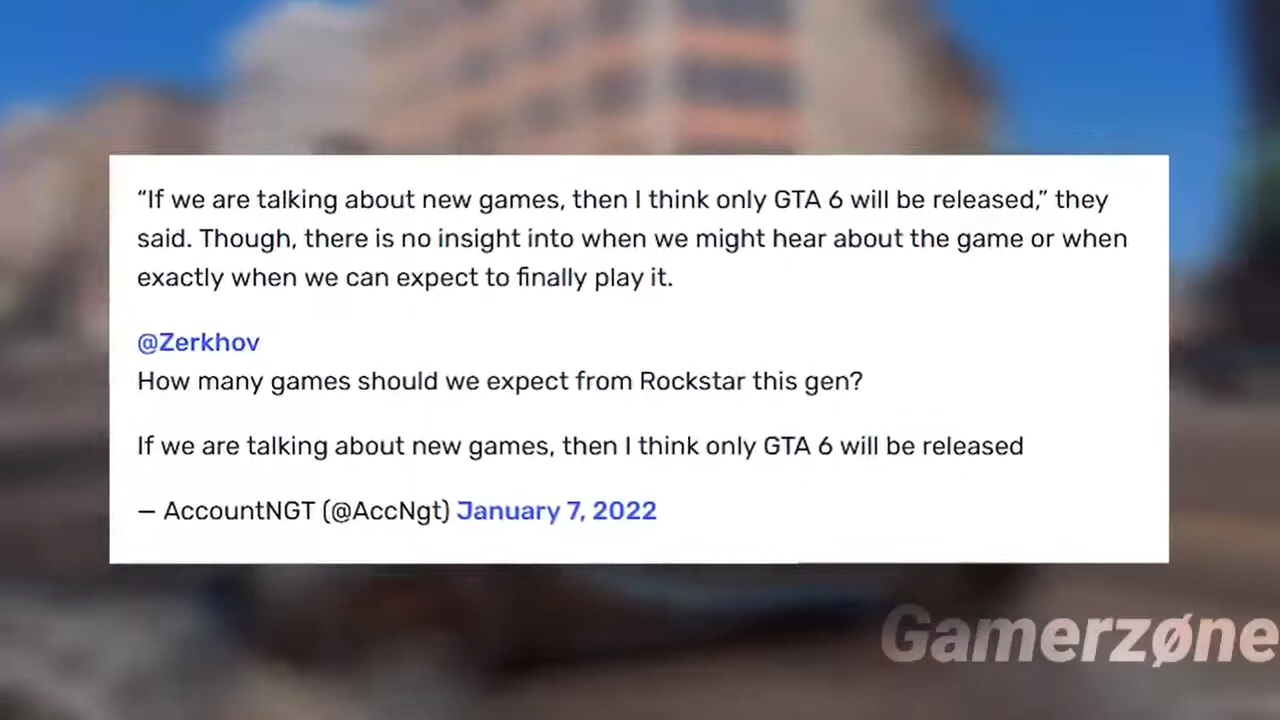 “If we are talking about new games, then I think only GTA 6 will be released,” they
said. Though, there is no insight into when we might hear about the game or when
exactly when we can expect to finally play it.
@Zerkhov
How many games should we expect from Rockstar this gen?
If we are talking about new games, then I think only GTA 6 will be released
— AccountNGT (@AccNgt) January 7, 2022
Gamerzøne